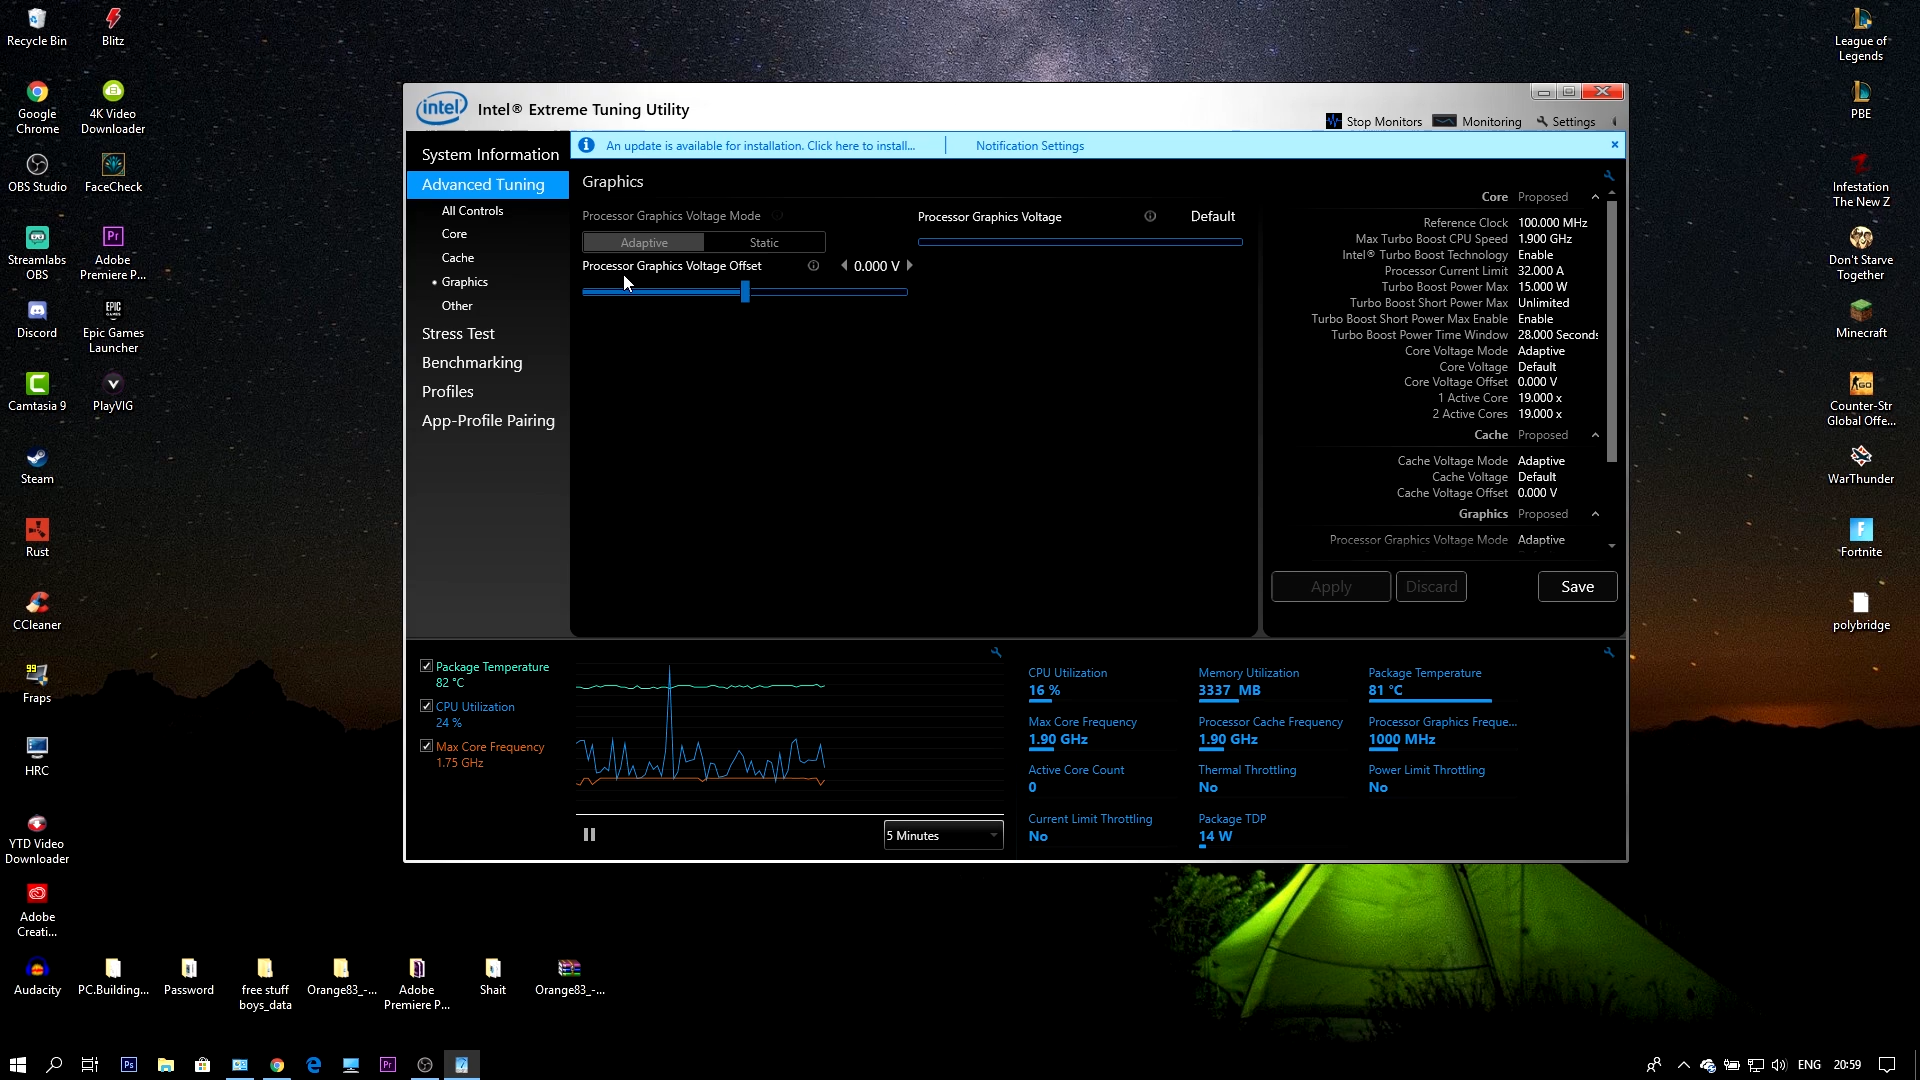 Recycle Bin
Blitz
Google
Chrome
4K Video
Downloader
OBS Studio
FaceCheck
Streamlabs
OBS
Pr
Adobe
Premiere P...
Discord
EPIC
GAMES
Epic Games
Launcher
Camtasia 9
PlayVIG
Steam
Rust
CCleaner
99
Fraps
HRC
YTD Video
Downloader
Adobe
Creati...
Audacity
PC.Building...
Password
free stuff
boys_data
Orange83_-...
Adobe
Premiere P...
Shait
Orange83_-...
League of
Legends
PBE
Infestation
The New Z
Don't Starve
Together
Minecraft
GO
Counter-Str
Global Offe...
WarThunder
Fortnite
polybridge
intel
Intel® Extreme Tuning Utility
Stop Monitors
Monitoring
Settings
An update is available for installation. Click here to install...
Notification Settings
System Information
Advanced Tuning
All Controls
Core
Cache
• Graphics
Other
Stress Test
Benchmarking
Profiles
App-Profile Pairing
Graphics
Processor Graphics Voltage Mode
Adaptive
Static
Processor Graphics Voltage Offset
0.000 V
Processor Graphics Voltage
Default
Core Proposed
Reference Clock 100.000 MHz
Max Turbo Boost CPU Speed 1.900 GHz
Intel® Turbo Boost Technology Enable
Processor Current Limit 32.000 A
Turbo Boost Power Max 15.000 W
Turbo Boost Short Power Max Unlimited
Turbo Boost Short Power Max Enable Enable
Turbo Boost Power Time Window 28.000 Seconds
Core Voltage Mode Adaptive
Core Voltage Default
Core Voltage Offset 0.000 V
1 Active Core 19.000 x
2 Active Cores 19.000 x
Cache Proposed
Cache Voltage Mode Adaptive
Cache Voltage Default
Cache Voltage Offset 0.000 V
Graphics Proposed
Processor Graphics Voltage Mode Adaptive
Apply
Discard
Save
Package Temperature
82 °C
CPU Utilization
24 %
Max Core Frequency
1.75 GHz
5 Minutes
CPU Utilization
16 %
Memory Utilization
3337 MB
Package Temperature
81 °C
Max Core Frequency
1.90 GHz
Processor Cache Frequency
1.90 GHz
Processor Graphics Freque...
1000 MHz
Active Core Count
0
Thermal Throttling
No
Power Limit Throttling
No
Current Limit Throttling
No
Package TDP
14 W
Ps
Pr
ENG
20:59